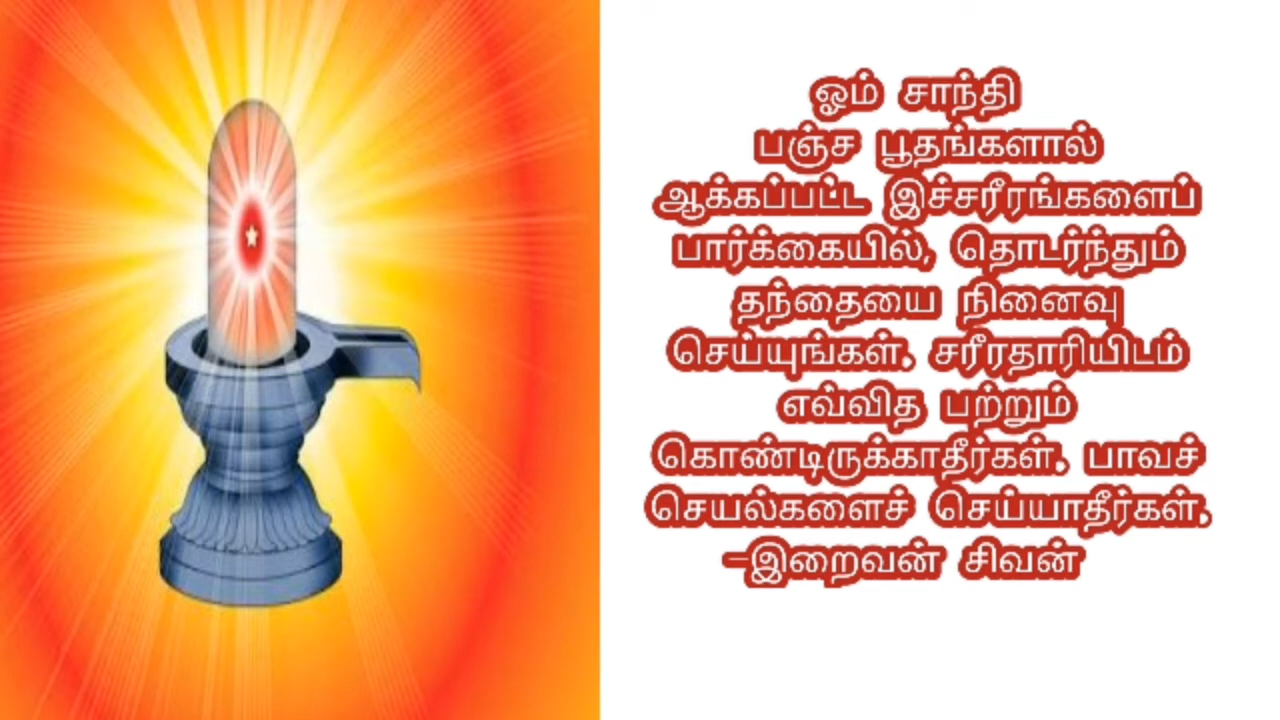 ஓம் சாந்தி
பஞ்ச பூதங்களால்
ஆக்கப்பட்ட இச்சரீரங்களைப்
பார்க்கையில், தொடர்ந்தும்
தந்தையை நினைவு
செய்யுங்கள். சரீரதாரியிடம்
எவ்வித பற்றும்
கொண்டிருக்காதீர்கள். பாவச்
செயல்களைச் செய்யாதீர்கள்.
-இறைவன் சிவன்